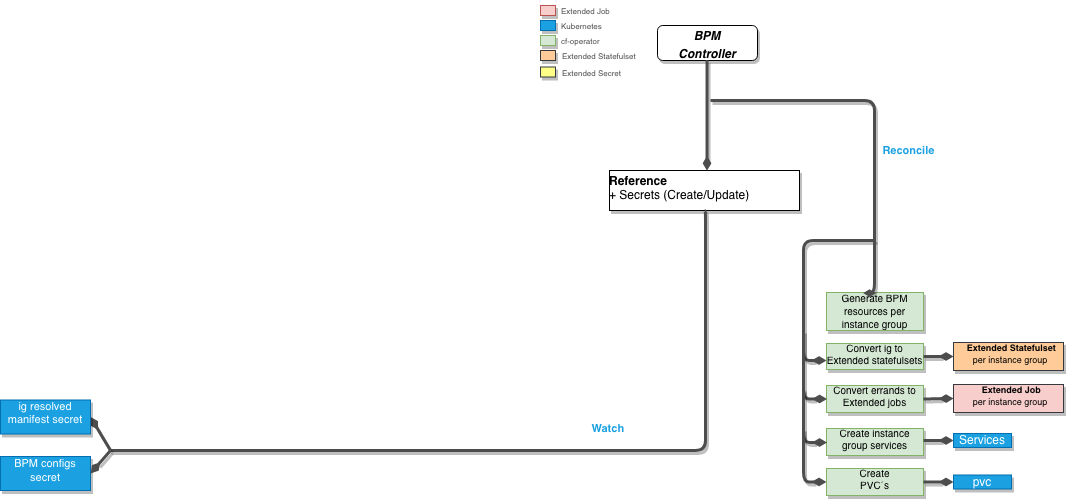 Extended Job
Kubernetes
cf-operator
Extended Statefulset
Extended Secret
BPM
Controller
Reconcile
Reference
+ Secrets (Create/Update)
Generate BPM
resources per
instance group
Convert ig to
Extended statefulsets
Extended Statefulset
per instance group
Convert errands to
Extended jobs
Extended Job
per instance group
Create instance
group services
Services
Create
PVC´s
pvc
Watch
ig resolved
manifest secret
BPM configs
secret